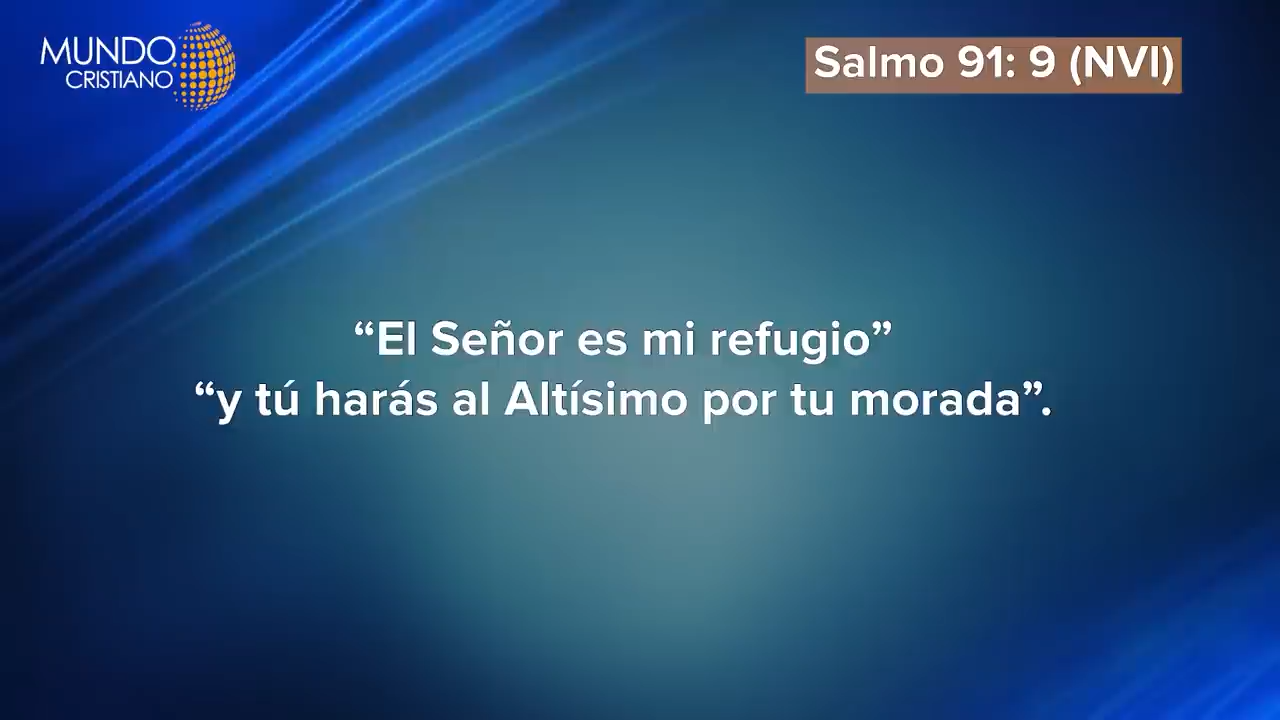 MUNDO
CRISTIANO
Salmo 91: 9 (NVI)
“El Señor es mi refugio”
“y tú harás al Altísimo por tu morada”.